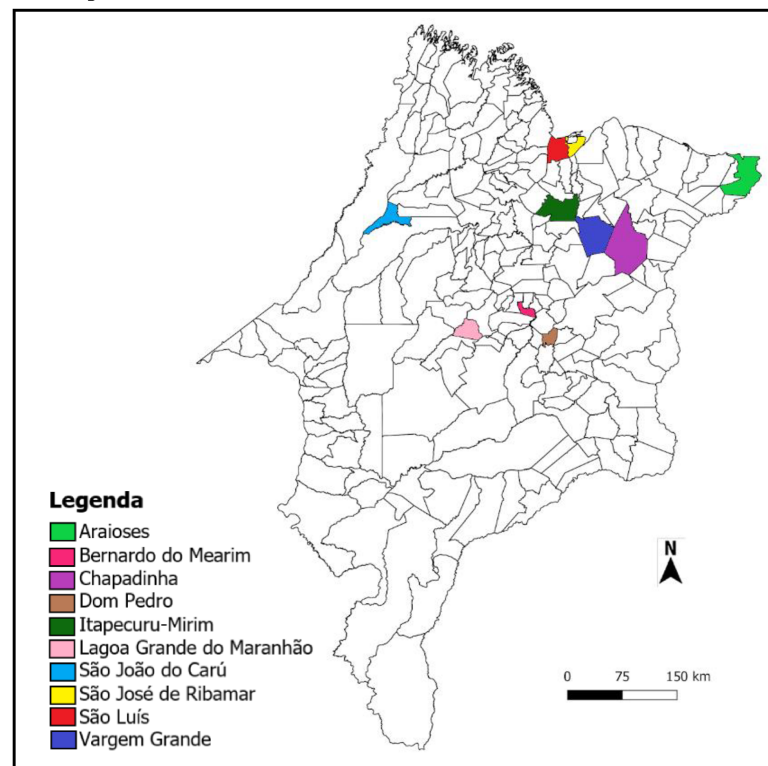 Legenda
Araioses
Bernardo do Mearim
Chapadinha
Dom Pedro
Itapecuru-Mirim
Lagoa Grande do Maranhão
São João do Carú
São José de Ribamar
São Luís
Vargem Grande
N
0 75 150 km